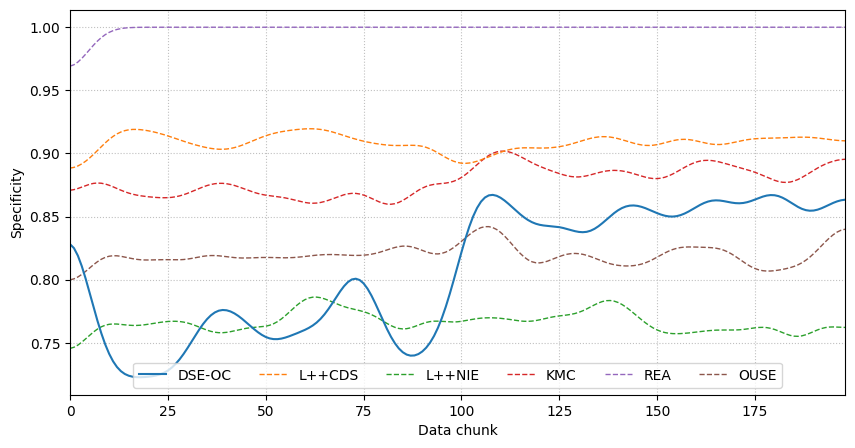 1.00
0.95
0.90
0.85
0.80
0.75
Specificity
DSE-OC L++CDS L++NIE KMC REA OUSE
0 25 50 75 100 125 150 175
Data chunk